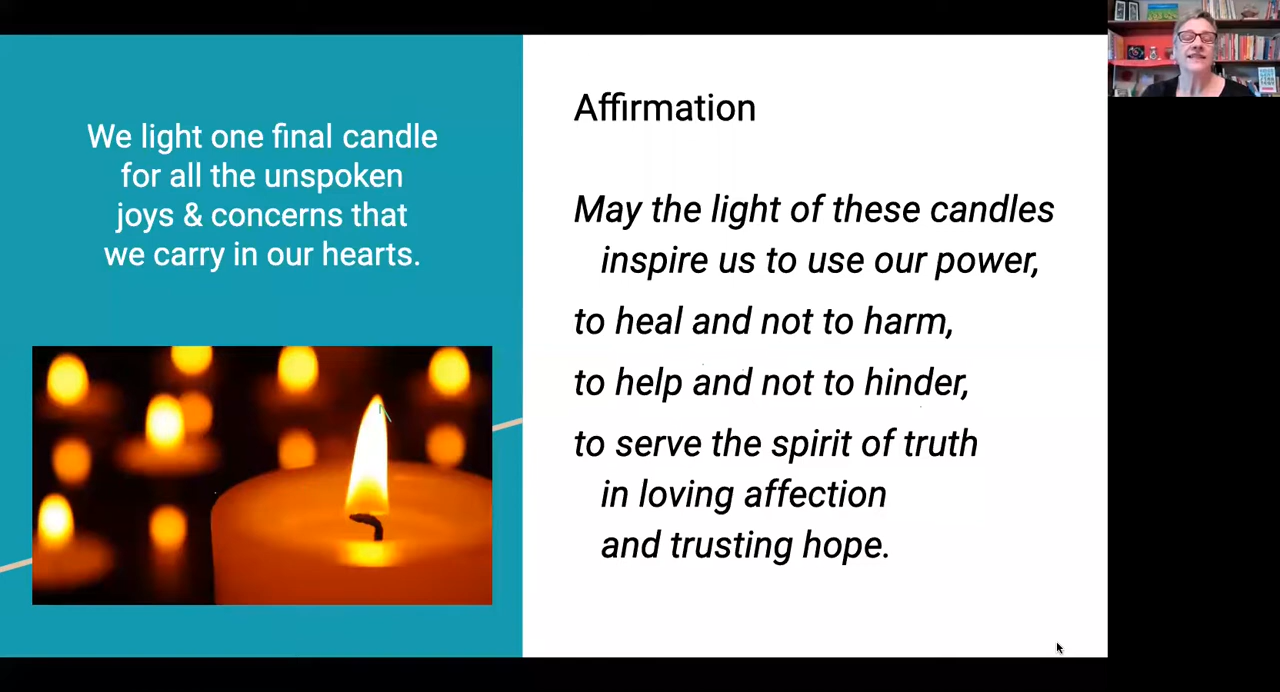 We light one final candle
for all the unspoken
joys & concerns that
we carry in our hearts.
Affirmation
May the light of these candles
inspire us to use our power,
to heal and not to harm,
to help and not to hinder,
to serve the spirit of truth
in loving affection
and trusting hope.